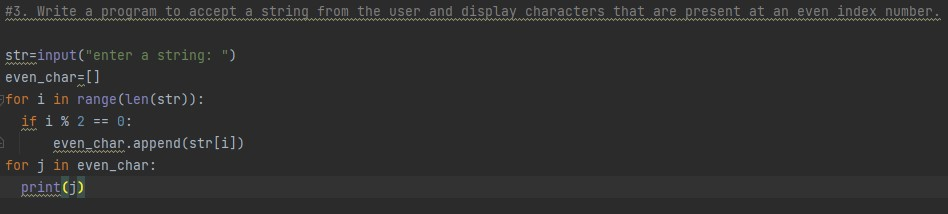 #3. Write a program to accept a string from the user and display characters that are present at an even index number.
str=input("enter a string: ")
even_char=[]
for i in range(len(str)):
  if i % 2 == 0:
      even_char.append(str[i])
for j in even_char:
  print(j)